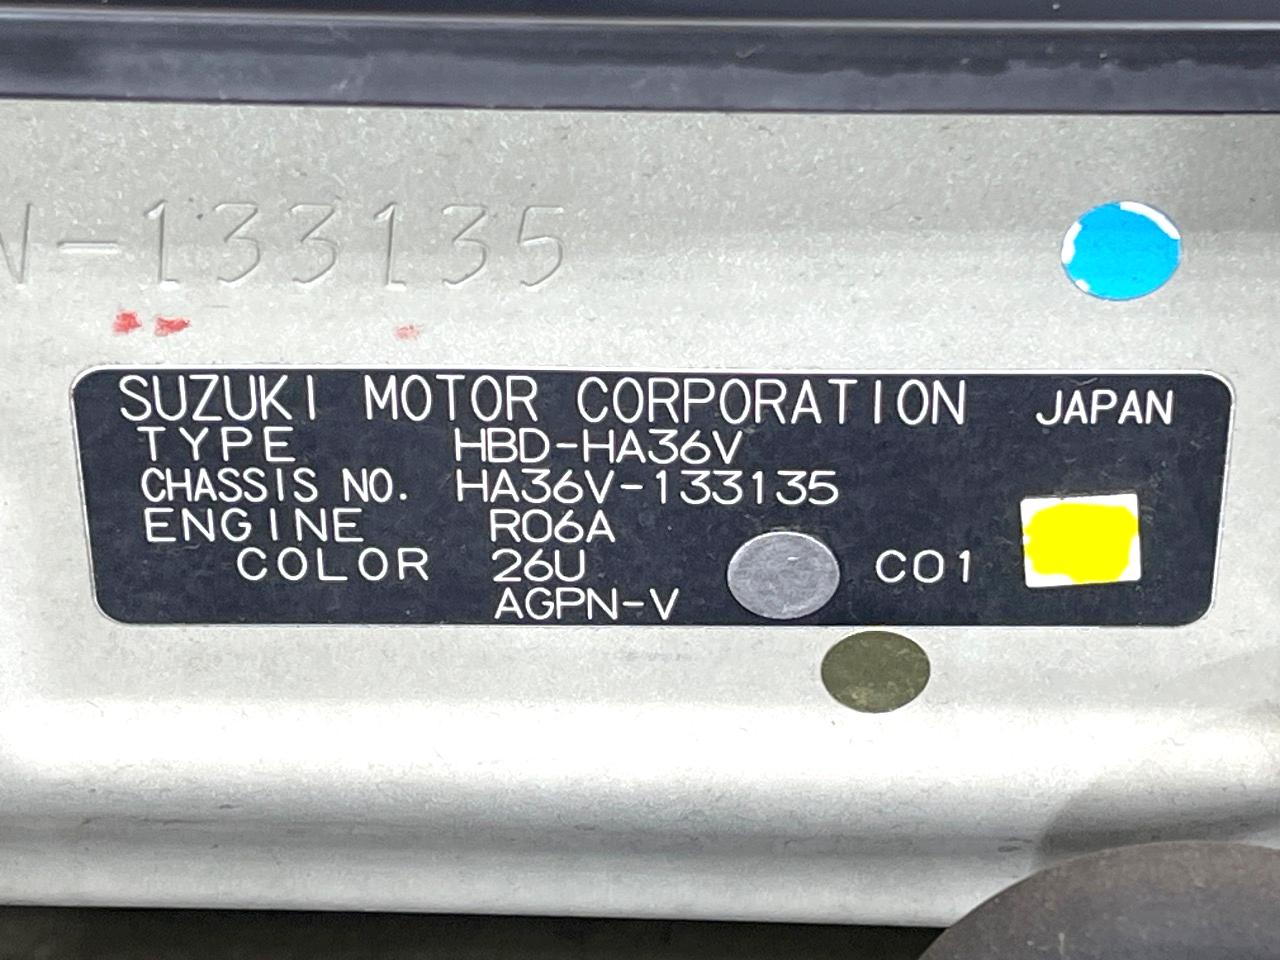 -133135
SUZUKI MOTOR CORPORATION JAPAN
TYPE HBD-HA36V
CHASSIS NO. HA36V-133135
ENGINE R06A
COLOR 26U C01
AGPN-V